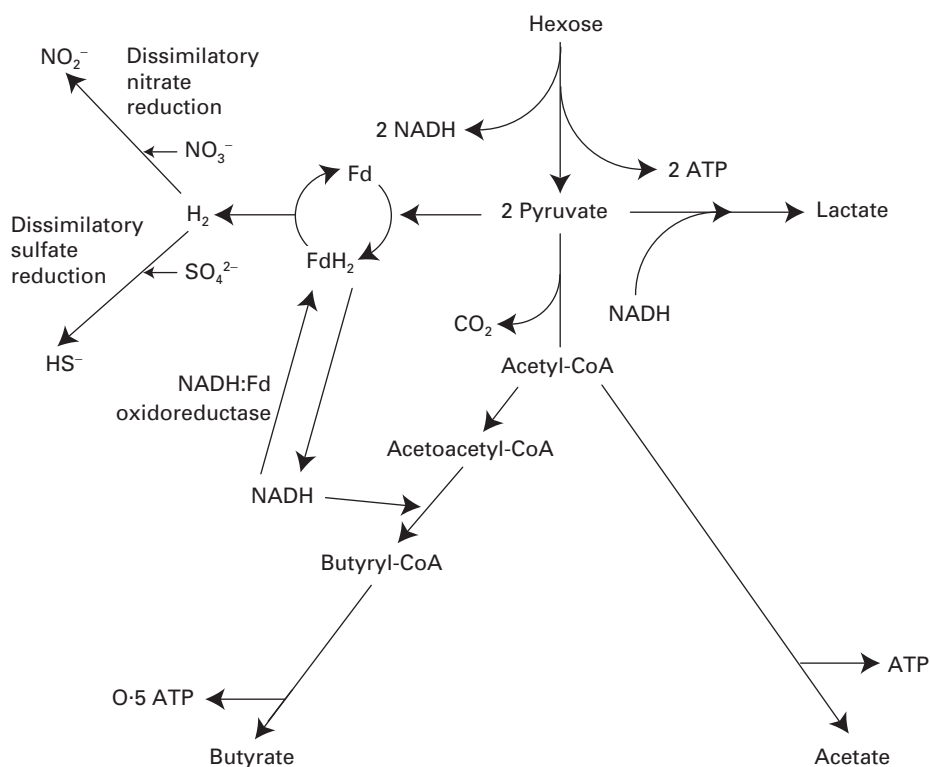 Hexose
NO₂⁻
Dissimilatory
nitrate
reduction
2 NADH
NO₃⁻
2 ATP
Fd
H₂
2 Pyruvate
Lactate
Dissimilatory
sulfate
reduction
FdH₂
SO₄²⁻
NADH
CO₂
HS⁻
Acetyl-CoA
NADH:Fd
oxidoreductase
Acetoacetyl-CoA
NADH
Butyryl-CoA
ATP
O·5 ATP
Butyrate
Acetate